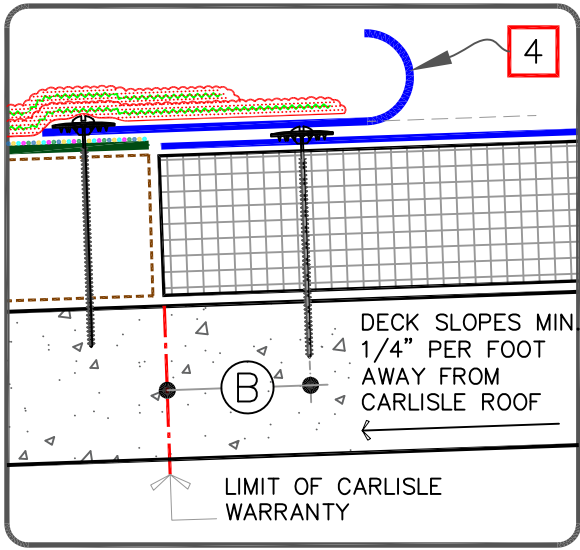 4
DECK SLOPES MIN.
1/4" PER FOOT
AWAY FROM
CARLISLE ROOF
B
LIMIT OF CARLISLE
WARRANTY